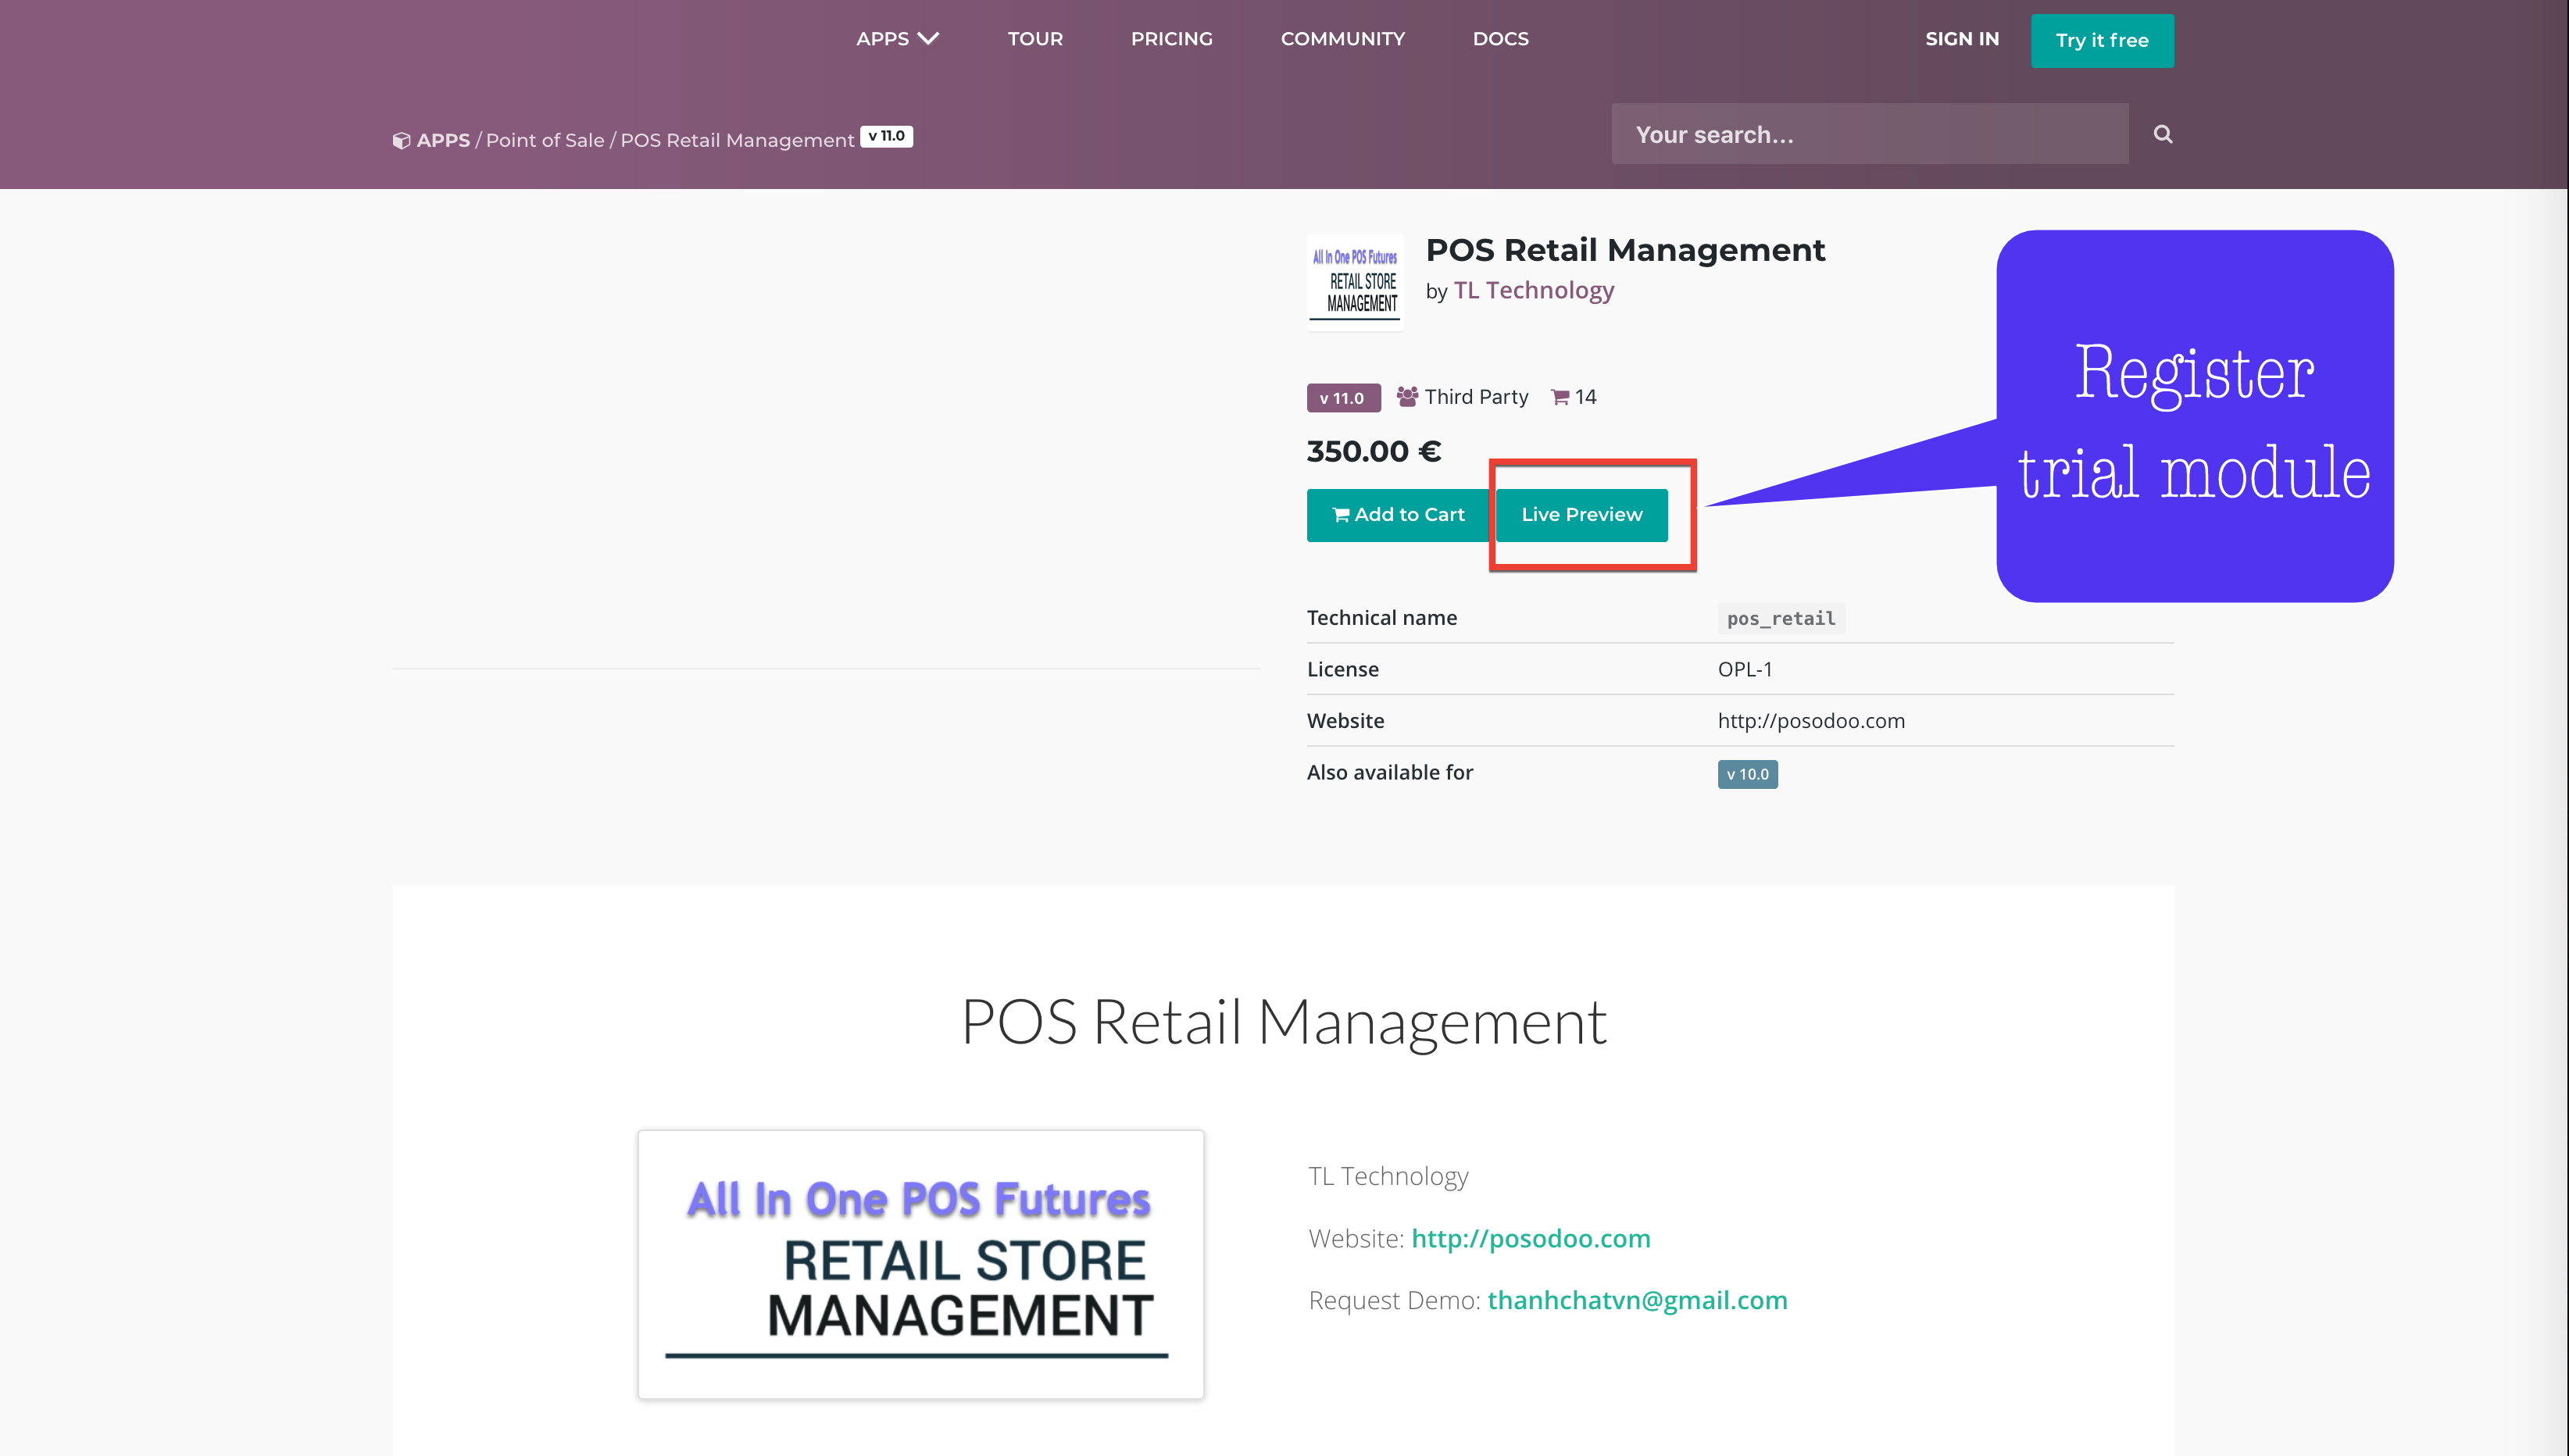 APPS TOUR PRICING COMMUNITY DOCS SIGN IN Try it free
APPS / Point of Sale / POS Retail Management v 11.0
Your search...
All In One POS Futures
RETAIL STORE
MANAGEMENT
POS Retail Management
by TL Technology
v 11.0 Third Party 14
350.00 €
Add to Cart Live Preview
Register
trial module
Technical name pos_retail
License OPL-1
Website http://posodoo.com
Also available for v 10.0
POS Retail Management
All In One POS Futures
RETAIL STORE
MANAGEMENT
TL Technology
Website: http://posodoo.com
Request Demo: thanhchatvn@gmail.com